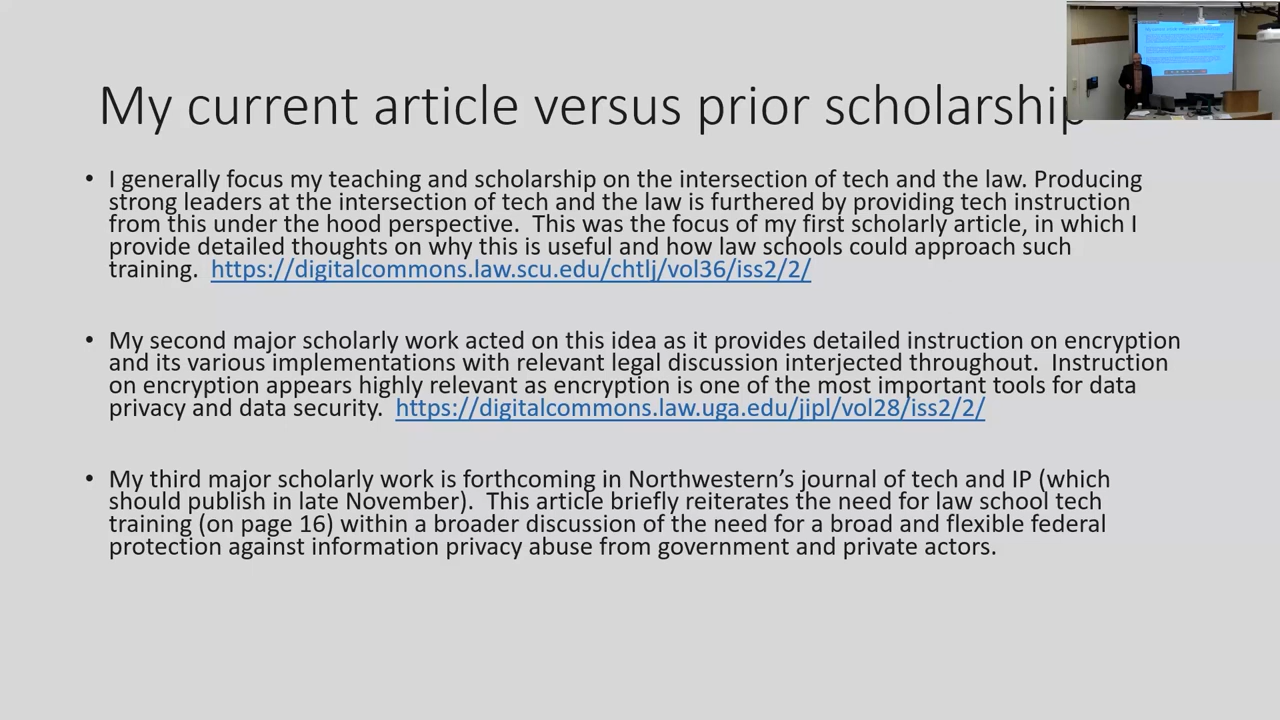 My current article versus prior scholarship
• I generally focus my teaching and scholarship on the intersection of tech and the law. Producing
strong leaders at the intersection of tech and the law is furthered by providing tech instruction
from this under the hood perspective.  This was the focus of my first scholarly article, in which I
provide detailed thoughts on why this is useful and how law schools could approach such
training.  https://digitalcommons.law.scu.edu/chtlj/vol36/iss2/2/
• My second major scholarly work acted on this idea as it provides detailed instruction on encryption
and its various implementations with relevant legal discussion interjected throughout.  Instruction
on encryption appears highly relevant as encryption is one of the most important tools for data
privacy and data security.  https://digitalcommons.law.uga.edu/jipl/vol28/iss2/2/
• My third major scholarly work is forthcoming in Northwestern’s journal of tech and IP (which
should publish in late November).  This article briefly reiterates the need for law school tech
training (on page 16) within a broader discussion of the need for a broad and flexible federal
protection against information privacy abuse from government and private actors.